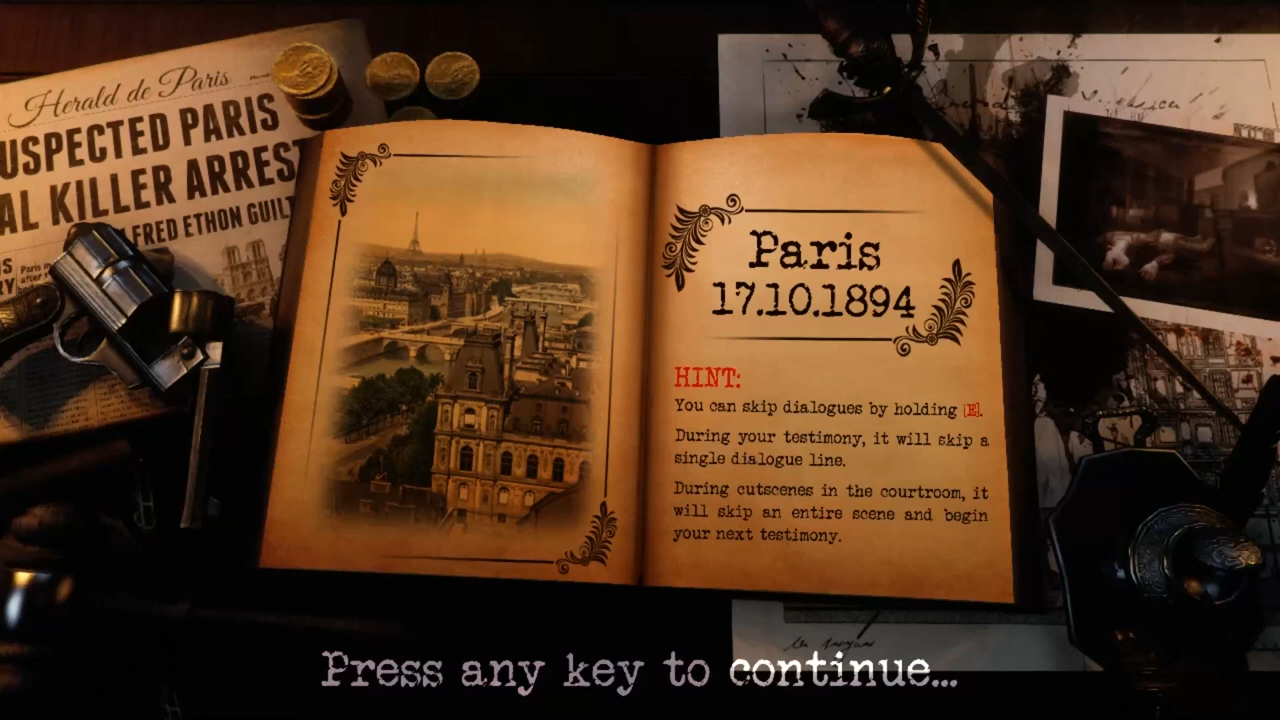 Herald de Paris
USPECTED PARIS
AL KILLER ARREST
FRED ETHON GUILT
Paris
17.10.1894
HINT:
You can skip dialogues by holding [E].
During your testimony, it will skip a
single dialogue line.
During cutscenes in the courtroom, it
will skip an entire scene and begin
your next testimony.
Press any key to continue...